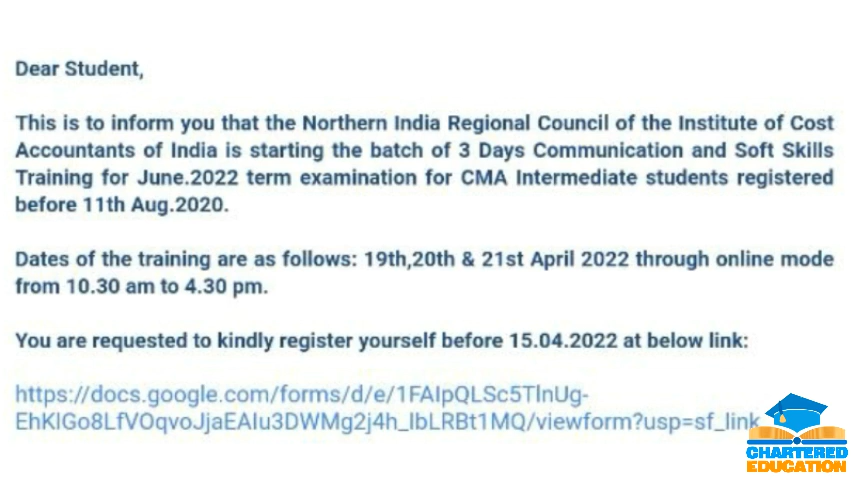 Dear Student,
This is to inform you that the Northern India Regional Council of the Institute of Cost
Accountants of India is starting the batch of 3 Days Communication and Soft Skills
Training for June.2022 term examination for CMA Intermediate students registered
before 11th Aug.2020.
Dates of the training are as follows: 19th,20th & 21st April 2022 through online mode
from 10.30 am to 4.30 pm.
You are requested to kindly register yourself before 15.04.2022 at below link:
https://docs.google.com/forms/d/e/1FAIpQLSc5TlnUg-
EhKlGo8LfVOqvoJjaEAIu3DWMg2j4h_lbLRBt1MQ/viewform?usp=sf_link
CHARTERED
EDUCATION